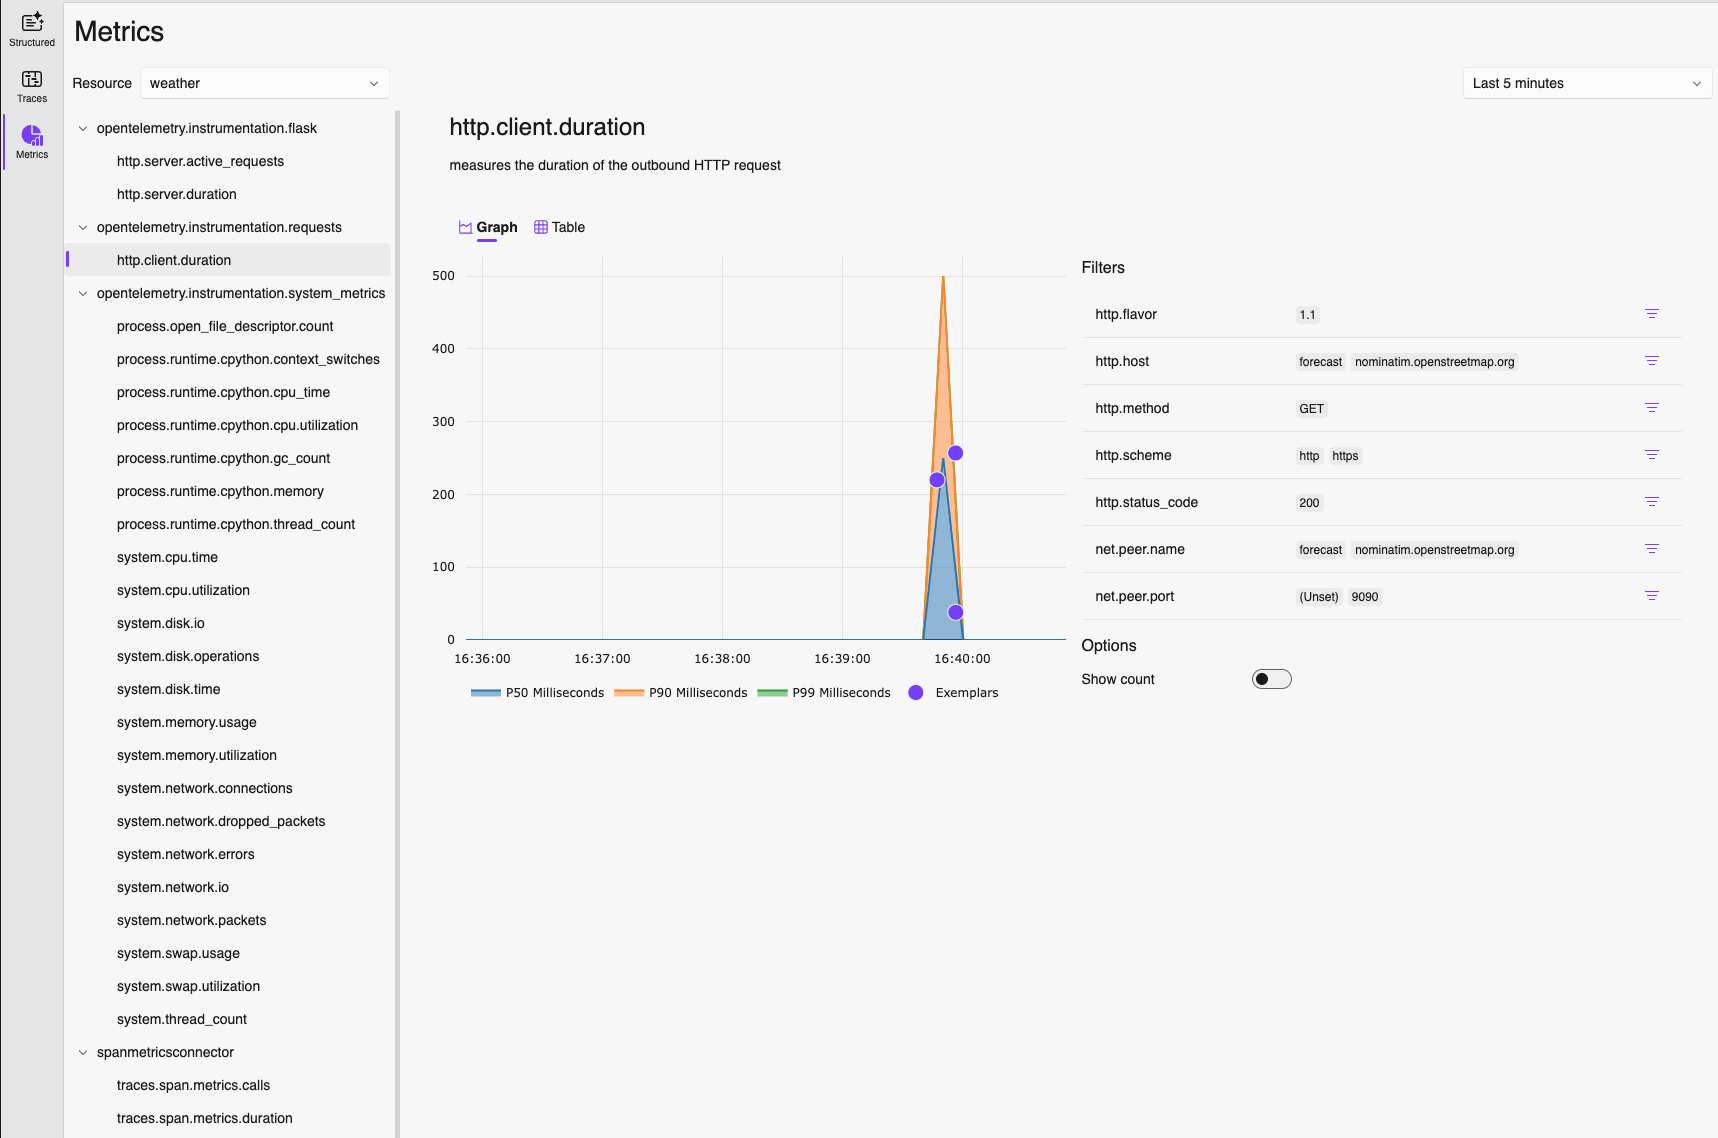 Structured
Traces
Metrics
Metrics
Resource
weather
Last 5 minutes
opentelemetry.instrumentation.flask
http.server.active_requests
http.server.duration
opentelemetry.instrumentation.requests
http.client.duration
opentelemetry.instrumentation.system_metrics
process.open_file_descriptor.count
process.runtime.cpython.context_switches
process.runtime.cpython.cpu_time
process.runtime.cpython.cpu.utilization
process.runtime.cpython.gc_count
process.runtime.cpython.memory
process.runtime.cpython.thread_count
system.cpu.time
system.cpu.utilization
system.disk.io
system.disk.operations
system.disk.time
system.memory.usage
system.memory.utilization
system.network.connections
system.network.dropped_packets
system.network.errors
system.network.io
system.network.packets
system.swap.usage
system.swap.utilization
system.thread_count
spanmetricsconnector
traces.span.metrics.calls
traces.span.metrics.duration
http.client.duration
measures the duration of the outbound HTTP request
Graph Table
500
400
300
200
100
0
16:36:00 16:37:00 16:38:00 16:39:00 16:40:00
P50 Milliseconds P90 Milliseconds P99 Milliseconds Exemplars
Filters
http.flavor 1.1
http.host forecast nominatim.openstreetmap.org
http.method GET
http.scheme http https
http.status_code 200
net.peer.name forecast nominatim.openstreetmap.org
net.peer.port (Unset) 9090
Options
Show count